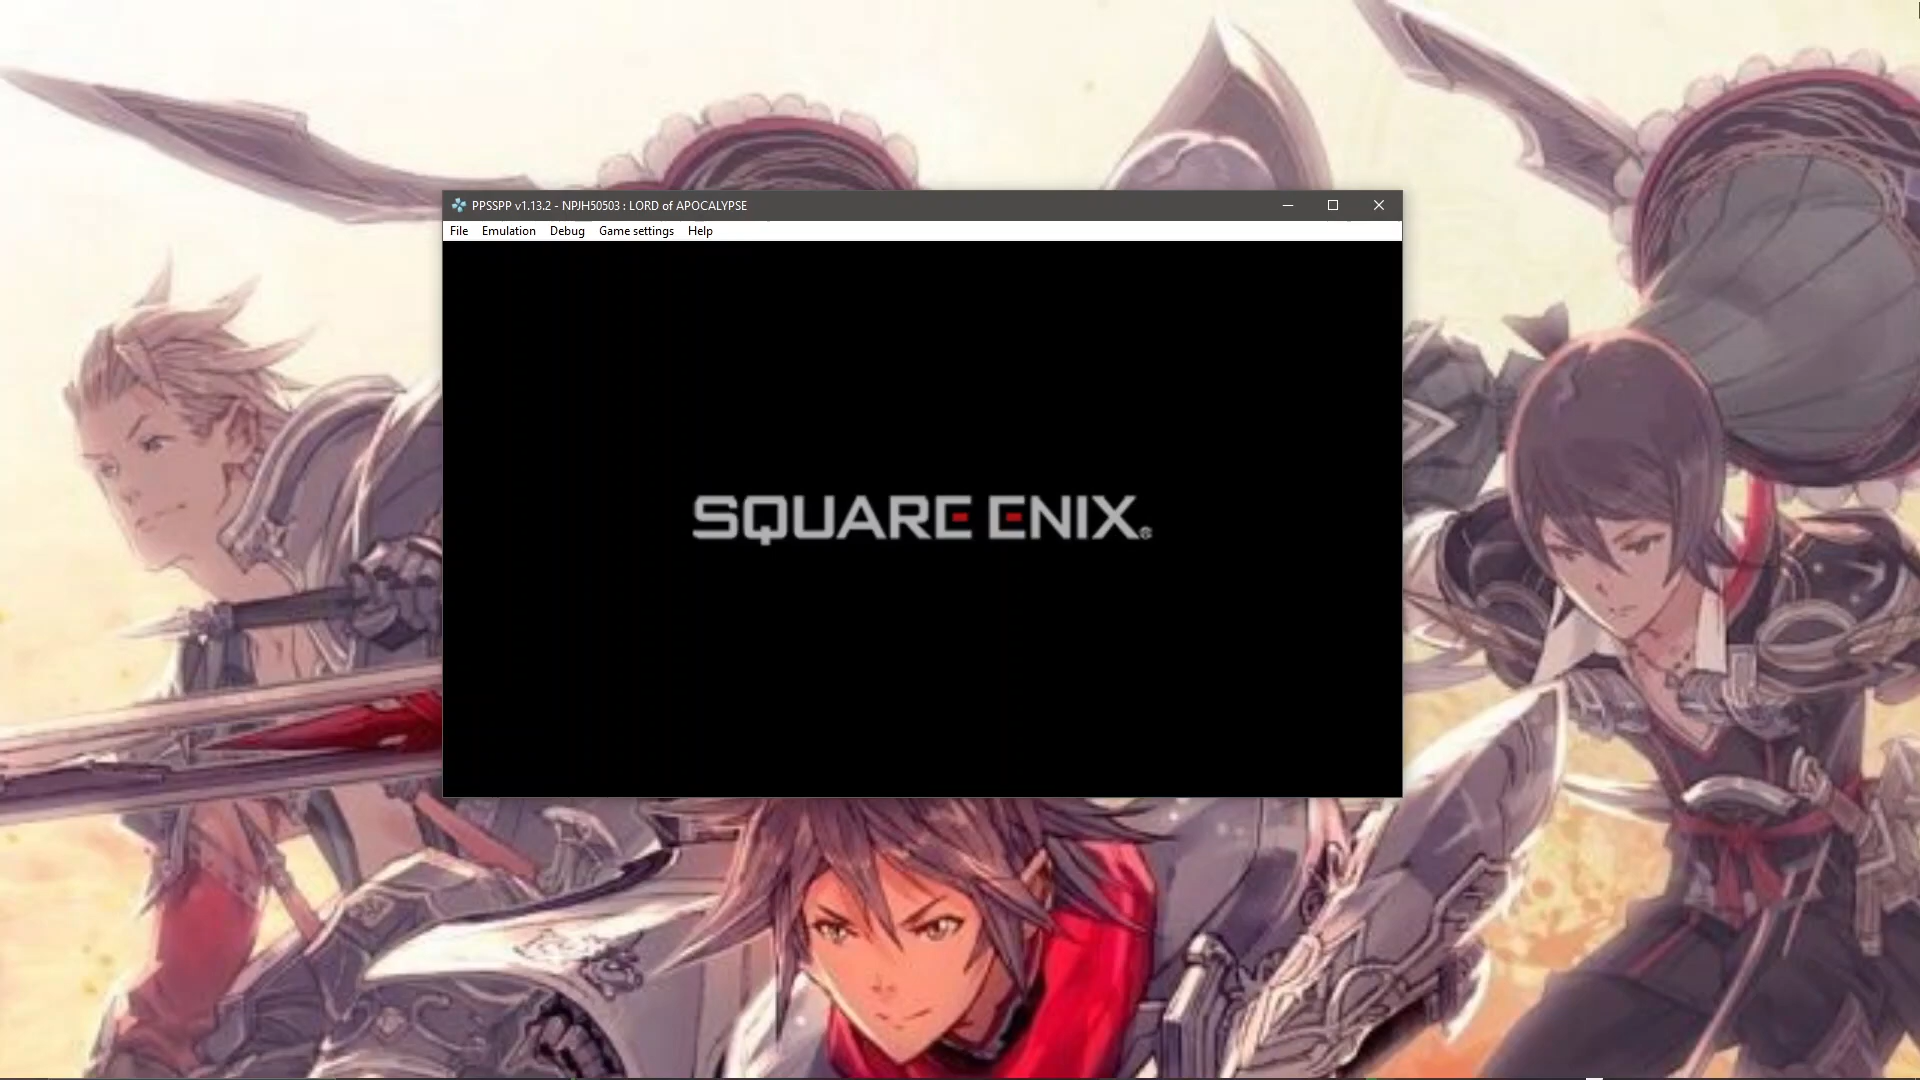 PPSSPP v1.13.2 - NPJH50503 : LORD of APOCALYPSE
File Emulation Debug Game settings Help
SQUARE ENIX®